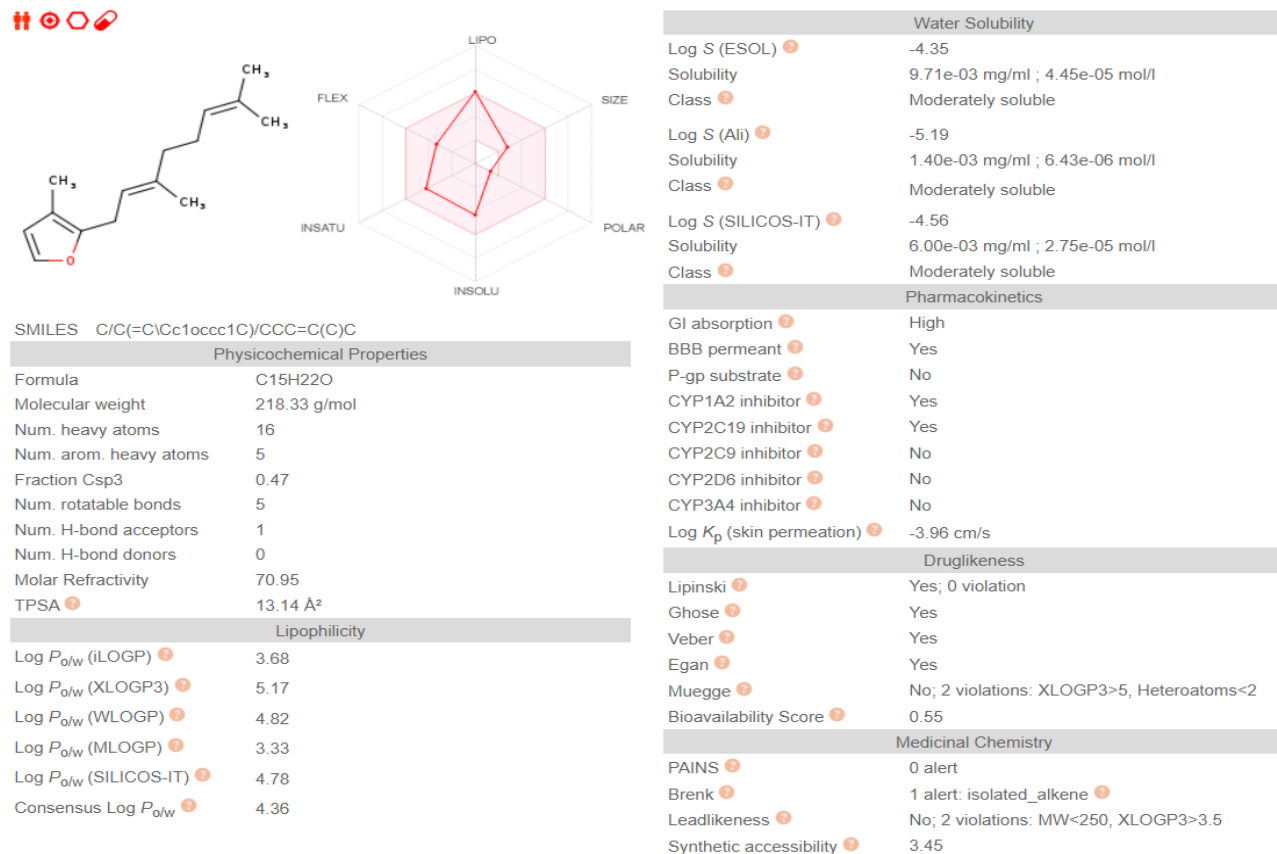 CH₃
CH₃
CH₃
CH₃
O
LIPO
FLEX
SIZE
INSATU
POLAR
INSOLU
SMILES C/C(=C\Cc1occc1C)/CCC=C(C)C
Physicochemical Properties
Formula C15H22O
Molecular weight 218.33 g/mol
Num. heavy atoms 16
Num. arom. heavy atoms 5
Fraction Csp3 0.47
Num. rotatable bonds 5
Num. H-bond acceptors 1
Num. H-bond donors 0
Molar Refractivity 70.95
TPSA ? 13.14 Å²
Lipophilicity
Log Po/w (iLOGP) ? 3.68
Log Po/w (XLOGP3) ? 5.17
Log Po/w (WLOGP) ? 4.82
Log Po/w (MLOGP) ? 3.33
Log Po/w (SILICOS-IT) ? 4.78
Consensus Log Po/w ? 4.36
Water Solubility
Log S (ESOL) ? -4.35
Solubility 9.71e-03 mg/ml ; 4.45e-05 mol/l
Class ? Moderately soluble
Log S (Ali) ? -5.19
Solubility 1.40e-03 mg/ml ; 6.43e-06 mol/l
Class ? Moderately soluble
Log S (SILICOS-IT) ? -4.56
Solubility 6.00e-03 mg/ml ; 2.75e-05 mol/l
Class ? Moderately soluble
Pharmacokinetics
GI absorption ? High
BBB permeant ? Yes
P-gp substrate ? No
CYP1A2 inhibitor ? Yes
CYP2C19 inhibitor ? Yes
CYP2C9 inhibitor ? No
CYP2D6 inhibitor ? No
CYP3A4 inhibitor ? No
Log Kp (skin permeation) ? -3.96 cm/s
Druglikeness
Lipinski ? Yes; 0 violation
Ghose ? Yes
Veber ? Yes
Egan ? Yes
Muegge ? No; 2 violations: XLOGP3>5, Heteroatoms<2
Bioavailability Score ? 0.55
Medicinal Chemistry
PAINS ? 0 alert
Brenk ? 1 alert: isolated_alkene ?
Leadlikeness ? No; 2 violations: MW<250, XLOGP3>3.5
Synthetic accessibility ? 3.45